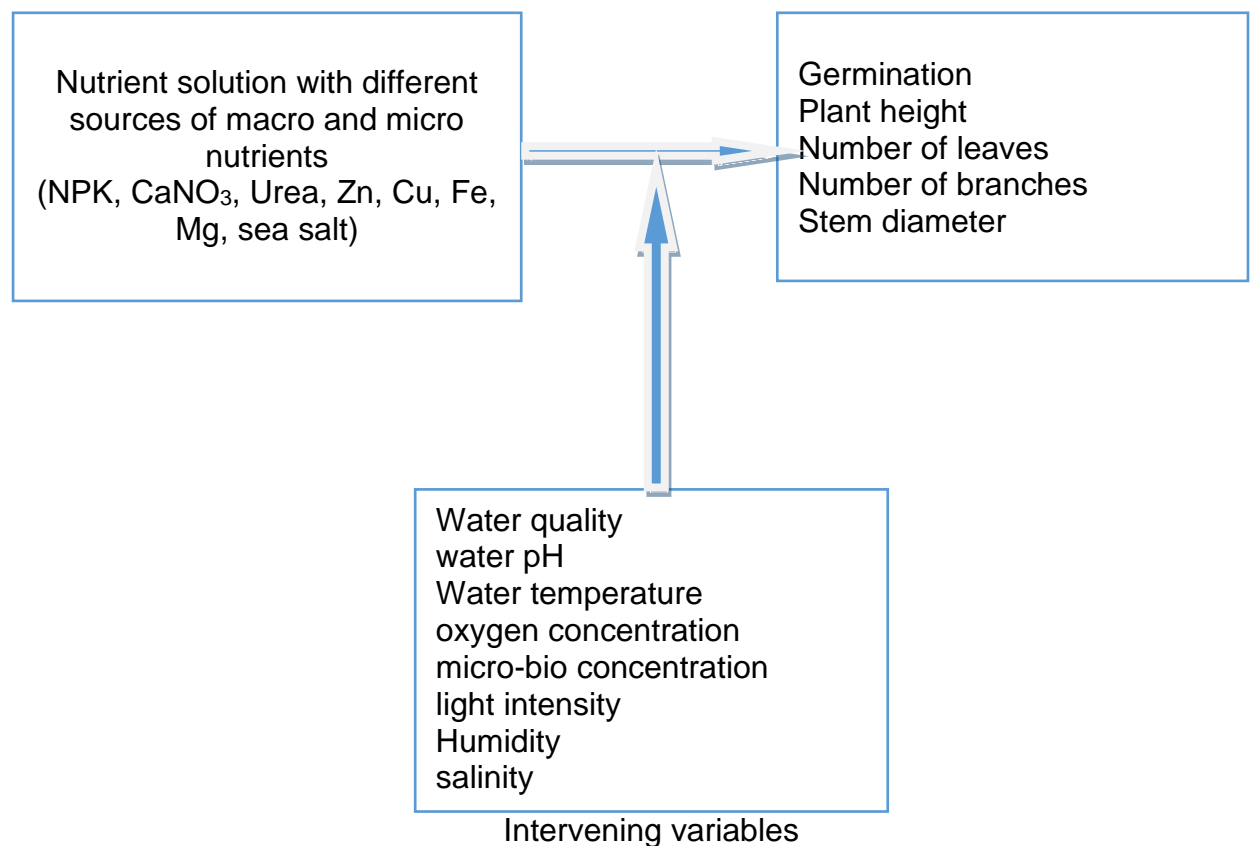 Nutrient solution with different
sources of macro and micro
nutrients
(NPK, CaNO₃, Urea, Zn, Cu, Fe,
Mg, sea salt)
Germination
Plant height
Number of leaves
Number of branches
Stem diameter
Water quality
water pH
Water temperature
oxygen concentration
micro-bio concentration
light intensity
Humidity
salinity
Intervening variables